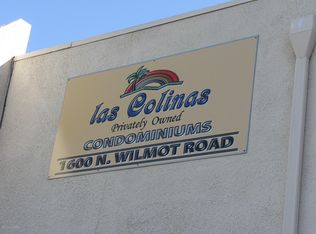 las Colinas
Privately Owned
CONDOMINIUMS
1600 N. WILMOT ROAD